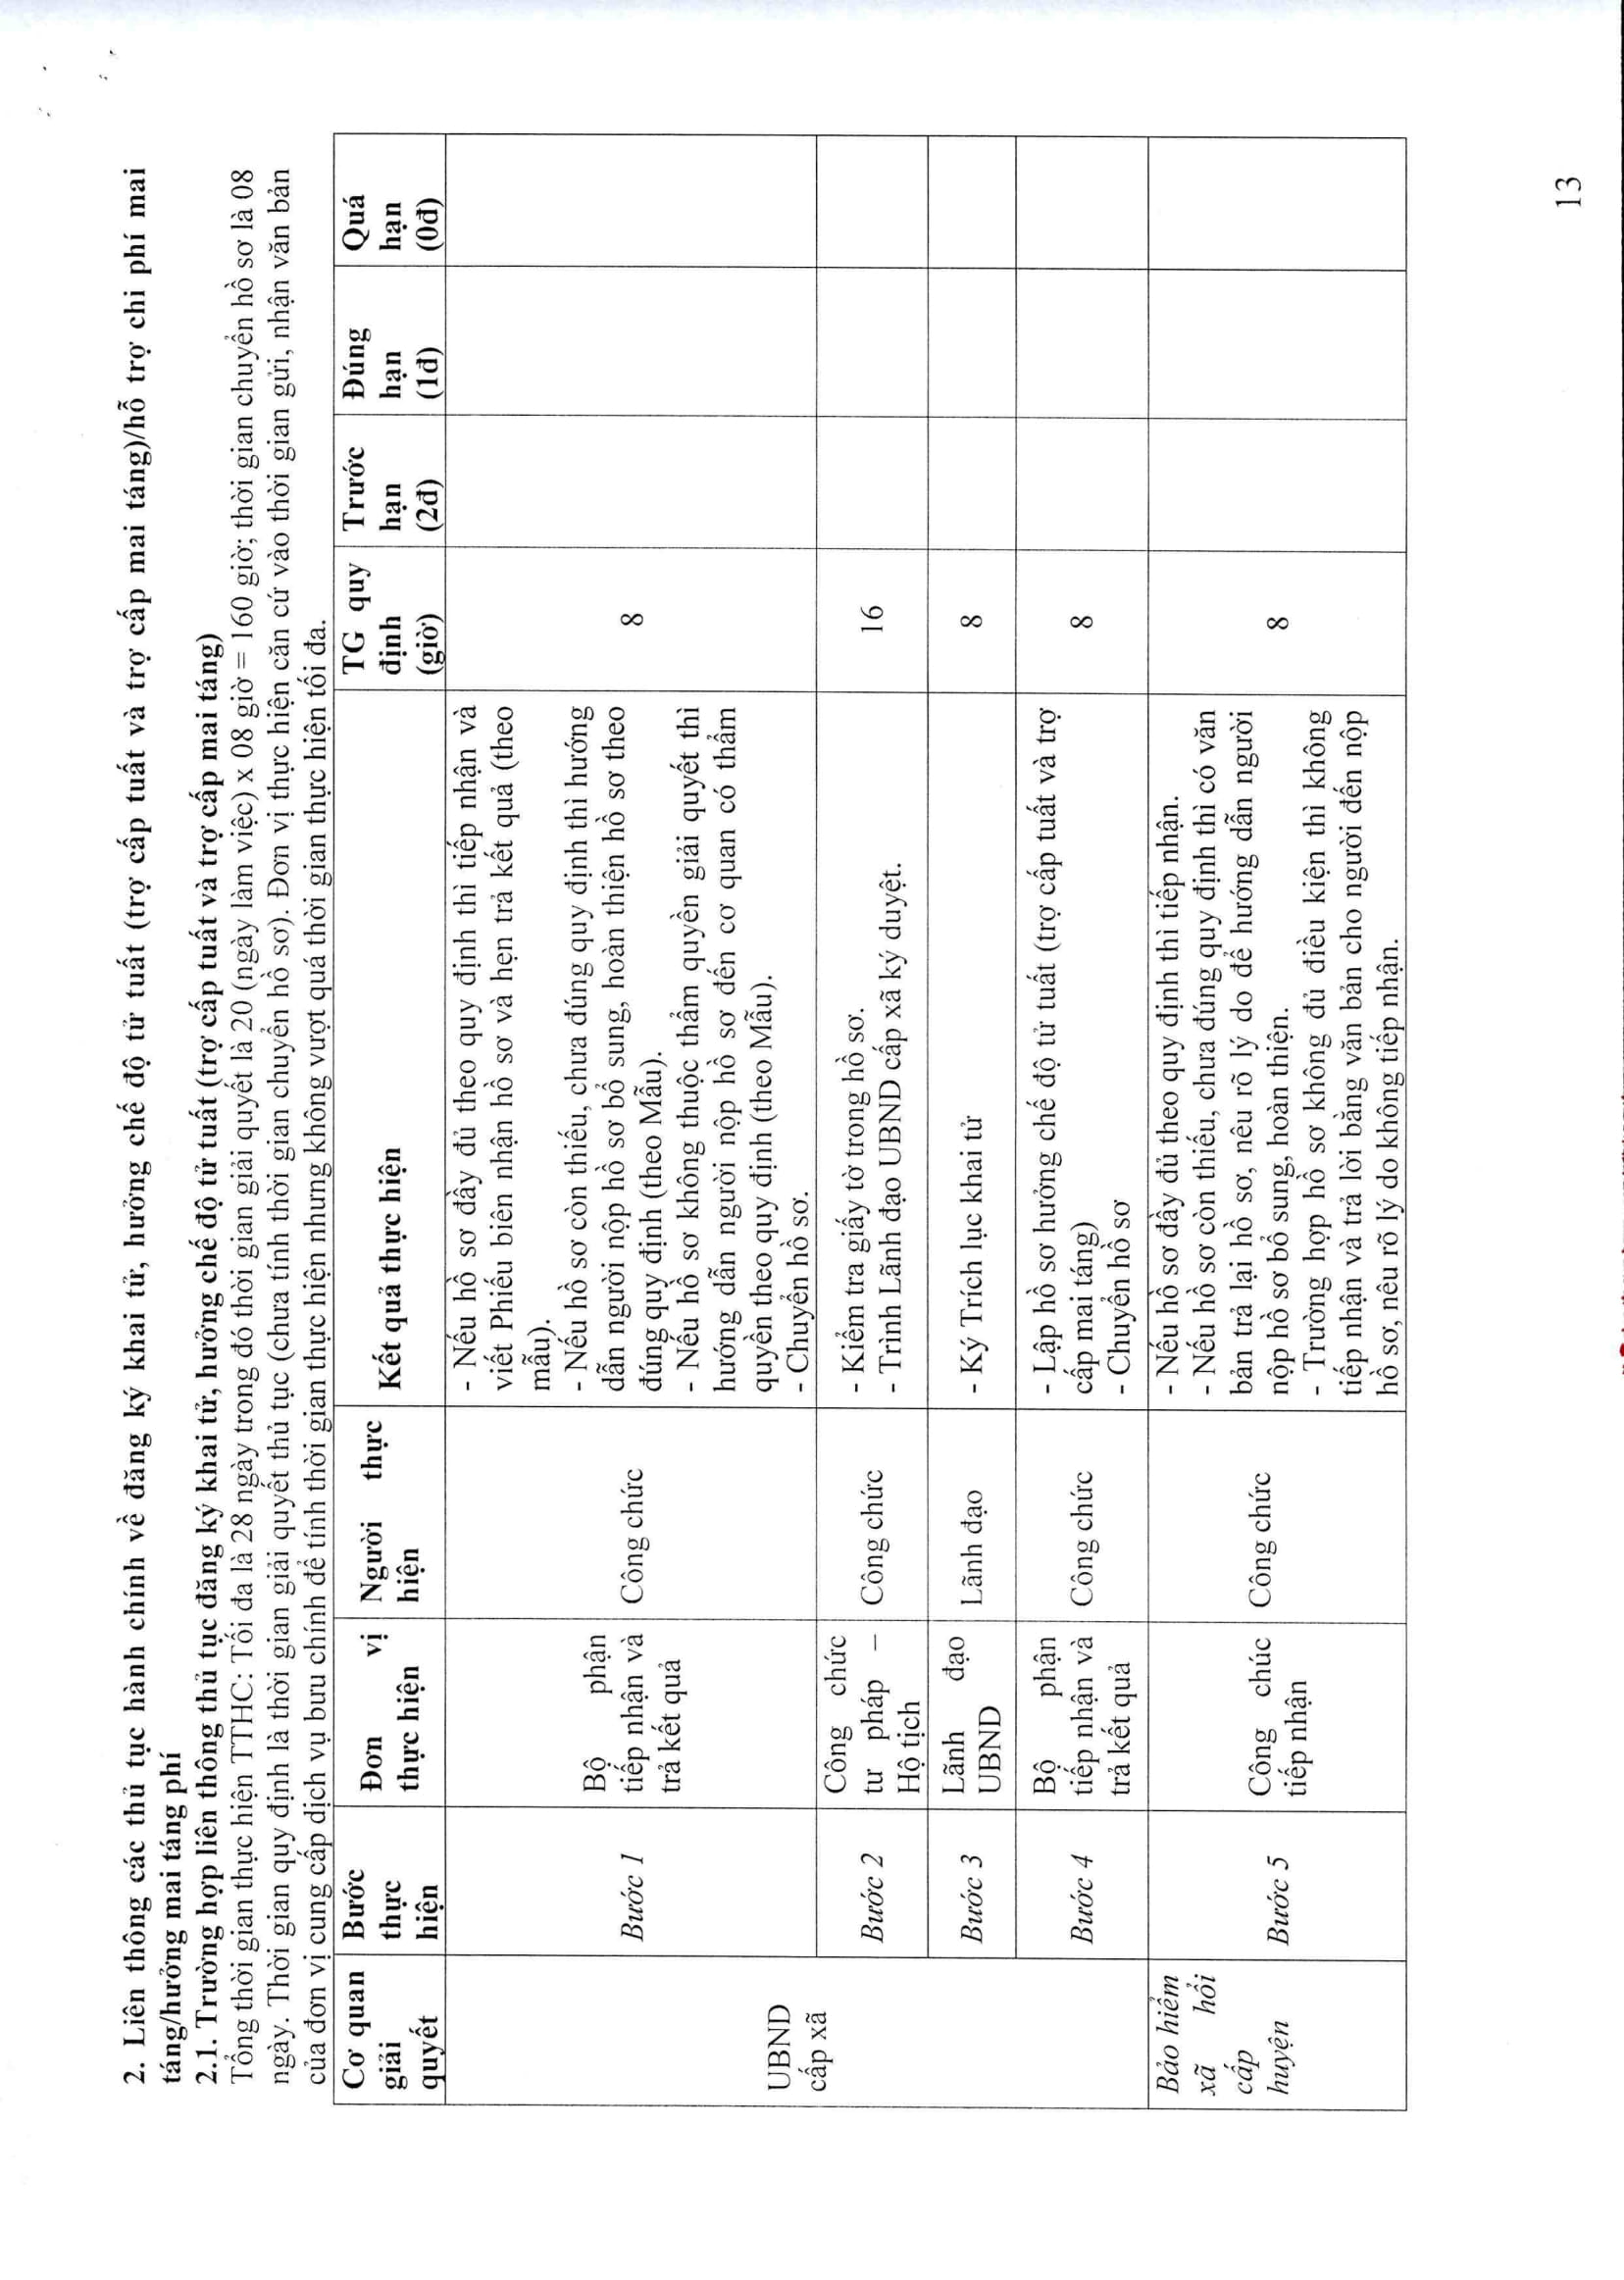 2. Liên thông các thủ tục hành chính về đăng ký khai tử, hưởng chế độ tử tuất (trợ cấp tuất và trợ cấp mai táng)/hỗ trợ chi phí mai
táng/hưởng mai táng phí
2.1. Trường hợp liên thông thủ tục đăng ký khai tử, hưởng chế độ tử tuất (trợ cấp tuất và trợ cấp mai táng)
Tổng thời gian thực hiện TTHC: Tối đa là 28 ngày trong đó thời gian giải quyết là 20 (ngày làm việc) x 08 giờ = 160 giờ; thời gian chuyển hồ sơ là 08
ngày. Thời gian quy định là thời gian giải quyết thủ tục (chưa tính thời gian chuyển hồ sơ). Đơn vị thực hiện căn cứ vào thời gian gửi, nhận văn bản
của đơn vị cung cấp dịch vụ bưu chính để tính thời gian thực hiện nhưng không vượt quá thời gian thực hiện tối đa.
Cơ quan
giải
quyết
Bước
thực
hiện
Đơn vị
thực hiện
Người thực
hiện
Kết quả thực hiện
TG quy
định
(giờ)
Trước
hạn
(2đ)
Đúng
hạn
(1đ)
Quá
hạn
(0đ)
UBND
cấp xã
Bước 1
Bộ phận
tiếp nhận và
trả kết quả
Công chức
- Nếu hồ sơ đầy đủ theo quy định thì tiếp nhận và
viết Phiếu biên nhận hồ sơ và hẹn trả kết quả (theo
mẫu).
- Nếu hồ sơ còn thiếu, chưa đúng quy định thì hướng
dẫn người nộp hồ sơ bổ sung, hoàn thiện hồ sơ theo
đúng quy định (theo Mẫu).
- Nếu hồ sơ không thuộc thẩm quyền giải quyết thì
hướng dẫn người nộp hồ sơ đến cơ quan có thẩm
quyền theo quy định (theo Mẫu).
- Chuyển hồ sơ.
8
Bước 2
Công chức
tư pháp –
Hộ tịch
Công chức
- Kiểm tra giấy tờ trong hồ sơ.
- Trình Lãnh đạo UBND cấp xã ký duyệt.
16
Bước 3
Lãnh đạo
UBND
Lãnh đạo
- Ký Trích lục khai tử
8
Bước 4
Bộ phận
tiếp nhận và
trả kết quả
Công chức
- Lập hồ sơ hưởng chế độ tử tuất (trợ cấp tuất và trợ
cấp mai táng)
- Chuyển hồ sơ
8
Bảo hiểm
xã hỏi
cấp
huyện
Bước 5
Công chúc
tiếp nhận
Công chức
- Nếu hồ sơ đầy đủ theo quy định thì tiếp nhận.
- Nếu hồ sơ còn thiếu, chưa đúng quy định thì có văn
bản trả lại hồ sơ, nêu rõ lý do để hướng dẫn người
nộp hồ sơ bổ sung, hoàn thiện.
- Trường hợp hồ sơ không đủ điều kiện thì không
tiếp nhận và trả lời bằng văn bản cho người đến nộp
hồ sơ, nêu rõ lý do không tiếp nhận.
8
13